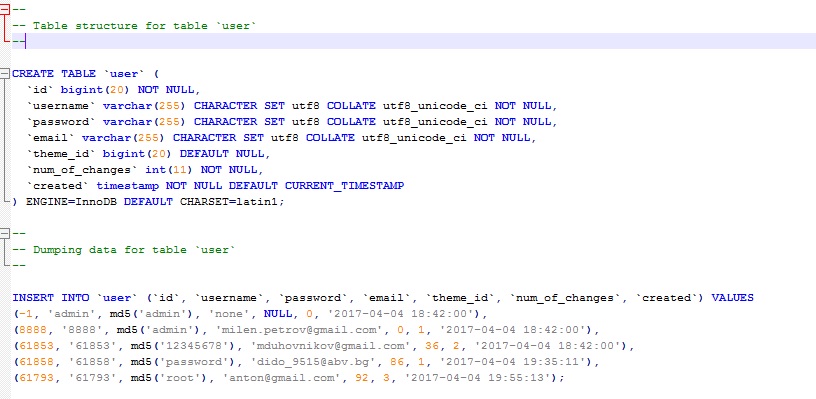 --
-- Table structure for table `user`
--
CREATE TABLE `user` (
`id` bigint(20) NOT NULL,
`username` varchar(255) CHARACTER SET utf8 COLLATE utf8_unicode_ci NOT NULL,
`password` varchar(255) CHARACTER SET utf8 COLLATE utf8_unicode_ci NOT NULL,
`email` varchar(255) CHARACTER SET utf8 COLLATE utf8_unicode_ci NOT NULL,
`theme_id` bigint(20) DEFAULT NULL,
`num_of_changes` int(11) NOT NULL,
`created` timestamp NOT NULL DEFAULT CURRENT_TIMESTAMP
) ENGINE=InnoDB DEFAULT CHARSET=latin1;
--
-- Dumping data for table `user`
--
INSERT INTO `user` (`id`, `username`, `password`, `email`, `theme_id`, `num_of_changes`, `created`) VALUES
(-1, 'admin', md5('admin'), 'none', NULL, 0, '2017-04-04 18:42:00'),
(8888, '8888', md5('admin'), 'milen.petrov@gmail.com', 0, 1, '2017-04-04 18:42:00'),
(61853, '61853', md5('12345678'), 'mduhovnikov@gmail.com', 36, 2, '2017-04-04 18:42:00'),
(61858, '61858', md5('password'), 'dido_9515@abv.bg', 86, 1, '2017-04-04 19:35:11'),
(61793, '61793', md5('root'), 'anton@gmail.com', 92, 3, '2017-04-04 19:55:13');